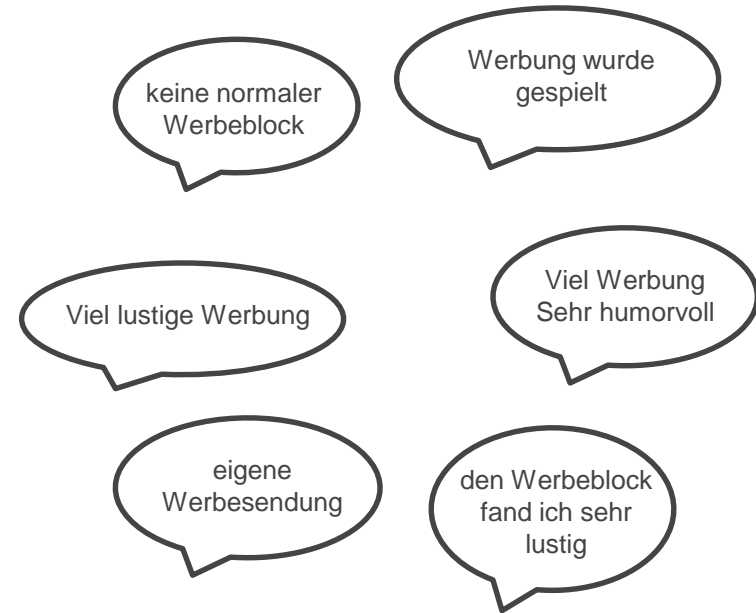 keine normaler
Werbeblock
Werbung wurde
gespielt
Viel lustige Werbung
Viel Werbung
Sehr humorvoll
eigene
Werbesendung
den Werbeblock
fand ich sehr
lustig